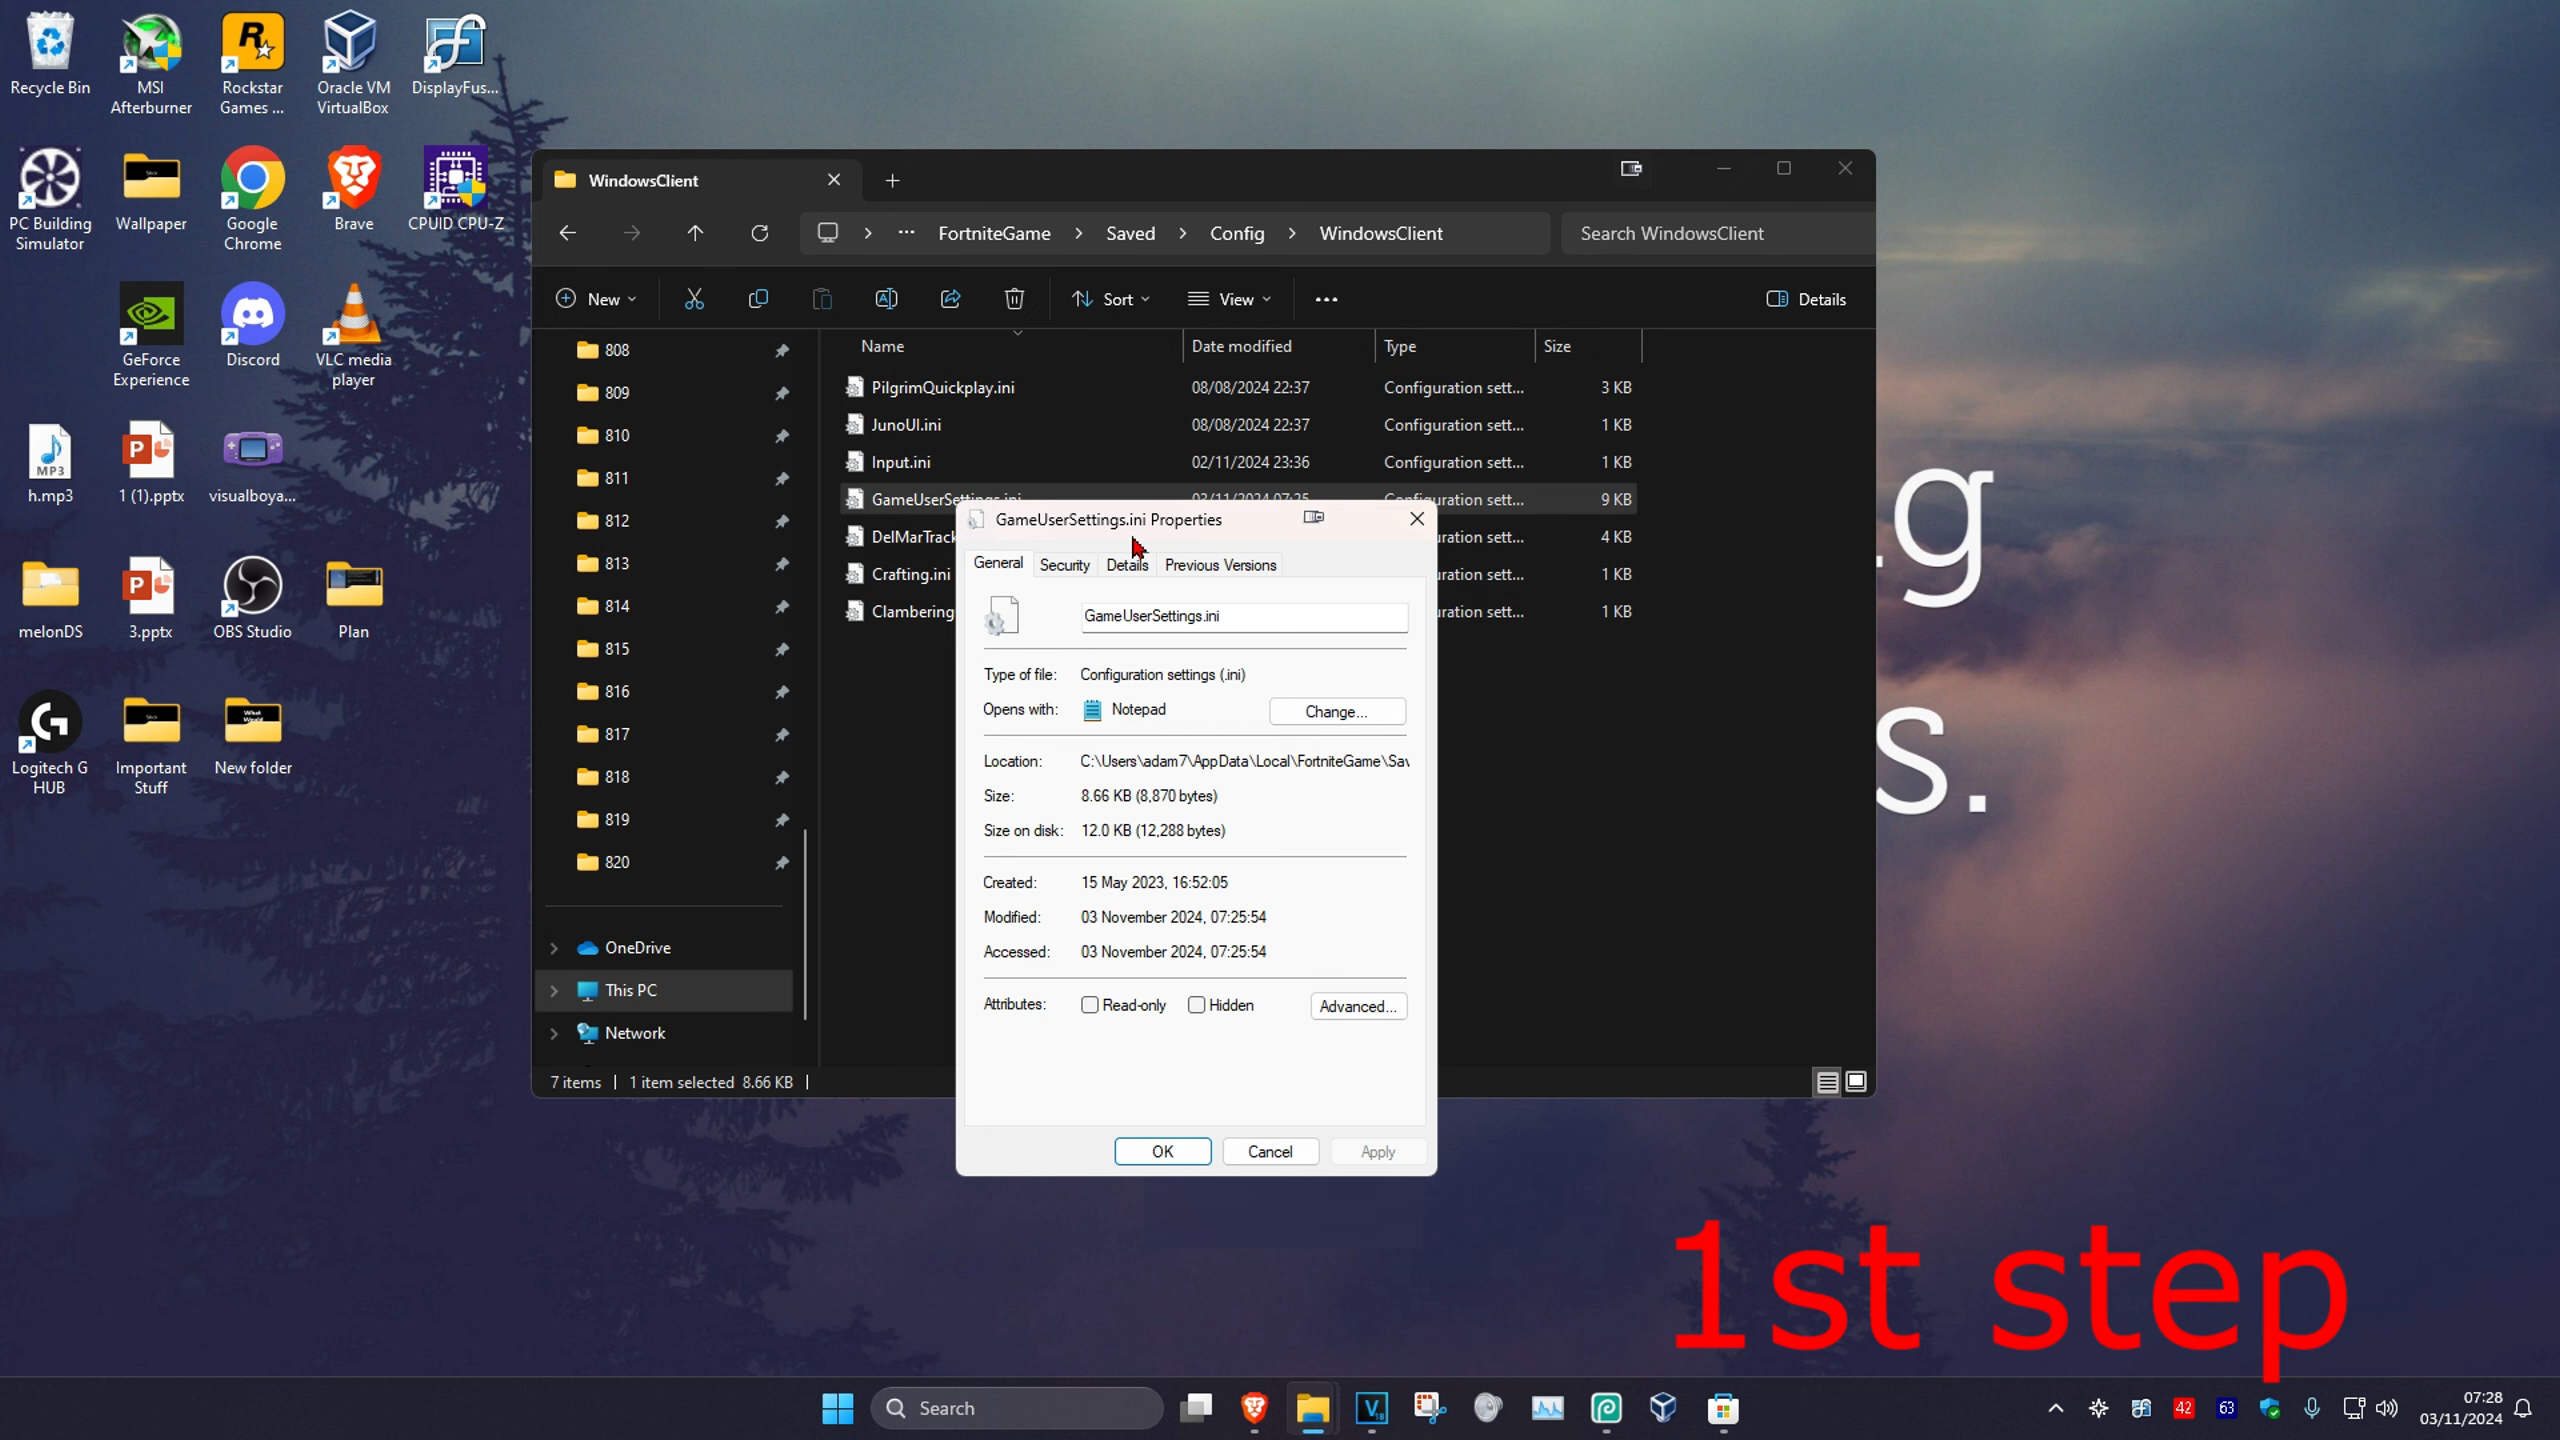 Recycle Bin
MSI Afterburner
Rockstar Games ...
Oracle VM VirtualBox
DisplayFus...
PC Building Simulator
Wallpaper
Google Chrome
Brave
CPUID CPU-Z
GeForce Experience
Discord
VLC media player
MP3
h.mp3
1 (1).pptx
visualboya...
melonDS
3.pptx
OBS Studio
Plan
Logitech G HUB
Important Stuff
New folder
WindowsClient
FortniteGame > Saved > Config > WindowsClient
Search WindowsClient
New
Sort
View
Details
808
809
810
811
812
813
814
815
816
817
818
819
820
OneDrive
This PC
Network
Name Date modified Type Size
PilgrimQuickplay.ini 08/08/2024 22:37 Configuration sett... 3 KB
JunoUI.ini 08/08/2024 22:37 Configuration sett... 1 KB
Input.ini 02/11/2024 23:36 Configuration sett... 1 KB
GameUserSettings.ini 03/11/2024 07:25 Configuration sett... 9 KB
DelMarTrack uration sett... 4 KB
Crafting.ini uration sett... 1 KB
Clambering uration sett... 1 KB
7 items | 1 item selected 8.66 KB |
GameUserSettings.ini Properties
General Security Details Previous Versions
GameUserSettings.ini
Type of file: Configuration settings (.ini)
Opens with: Notepad Change...
Location: C:\Users\adam7\AppData\Local\FortniteGame\Sav
Size: 8.66 KB (8,870 bytes)
Size on disk: 12.0 KB (12,288 bytes)
Created: 15 May 2023, 16:52:05
Modified: 03 November 2024, 07:25:54
Accessed: 03 November 2024, 07:25:54
Attributes: Read-only Hidden Advanced...
OK Cancel Apply
g
s.
1st step
Search
42
63
07:28
03/11/2024